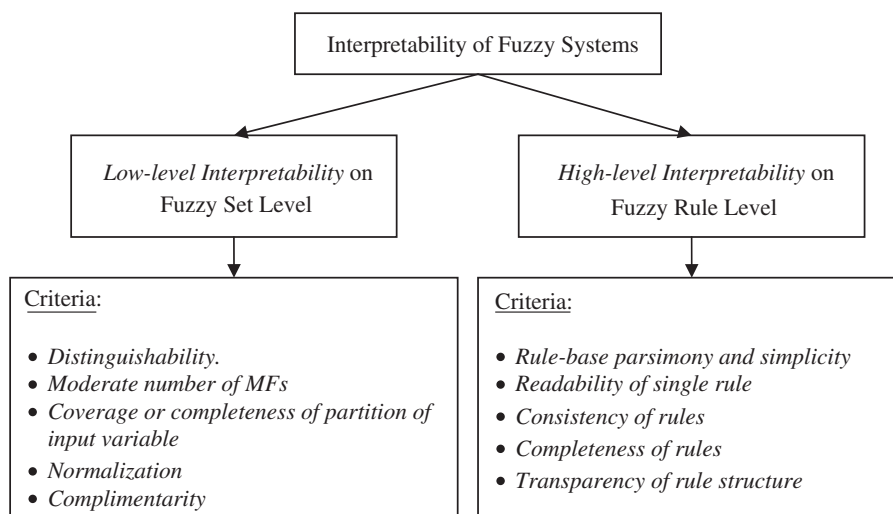 Interpretability of Fuzzy Systems
Low-level Interpretability on
Fuzzy Set Level
High-level Interpretability on
Fuzzy Rule Level
Criteria:
• Distinguishability.
• Moderate number of MFs
• Coverage or completeness of partition of
input variable
• Normalization
• Complimentarity
Criteria:
• Rule-base parsimony and simplicity
• Readability of single rule
• Consistency of rules
• Completeness of rules
• Transparency of rule structure